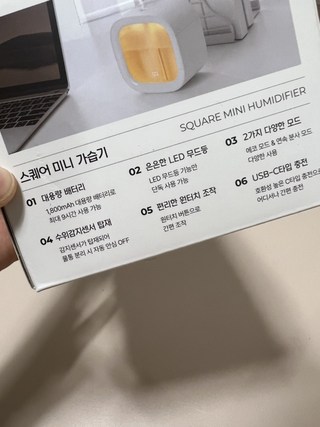 SQUARE MINI HUMIDIFIER
스퀘어 미니 가습기
01 대용량 배터리
1,800mAh 대용량 배터리로
최대 9시간 사용 가능
02 은은한 LED 무드등
LED 무드등 기능만
단독 사용 가능
03 2가지 다양한 모드
에코 모드 & 연속 분사 모드
다양한 사용
04 수위감지센서 탑재
감지센서가 탑재되어
물통 분리 시 자동 안심 OFF
05 편리한 원터치 조작
원터치 버튼으로
간편 조작
06 USB-C타입 충전
호환성 높은 C타입 충전으로
어디서나 간편 충전